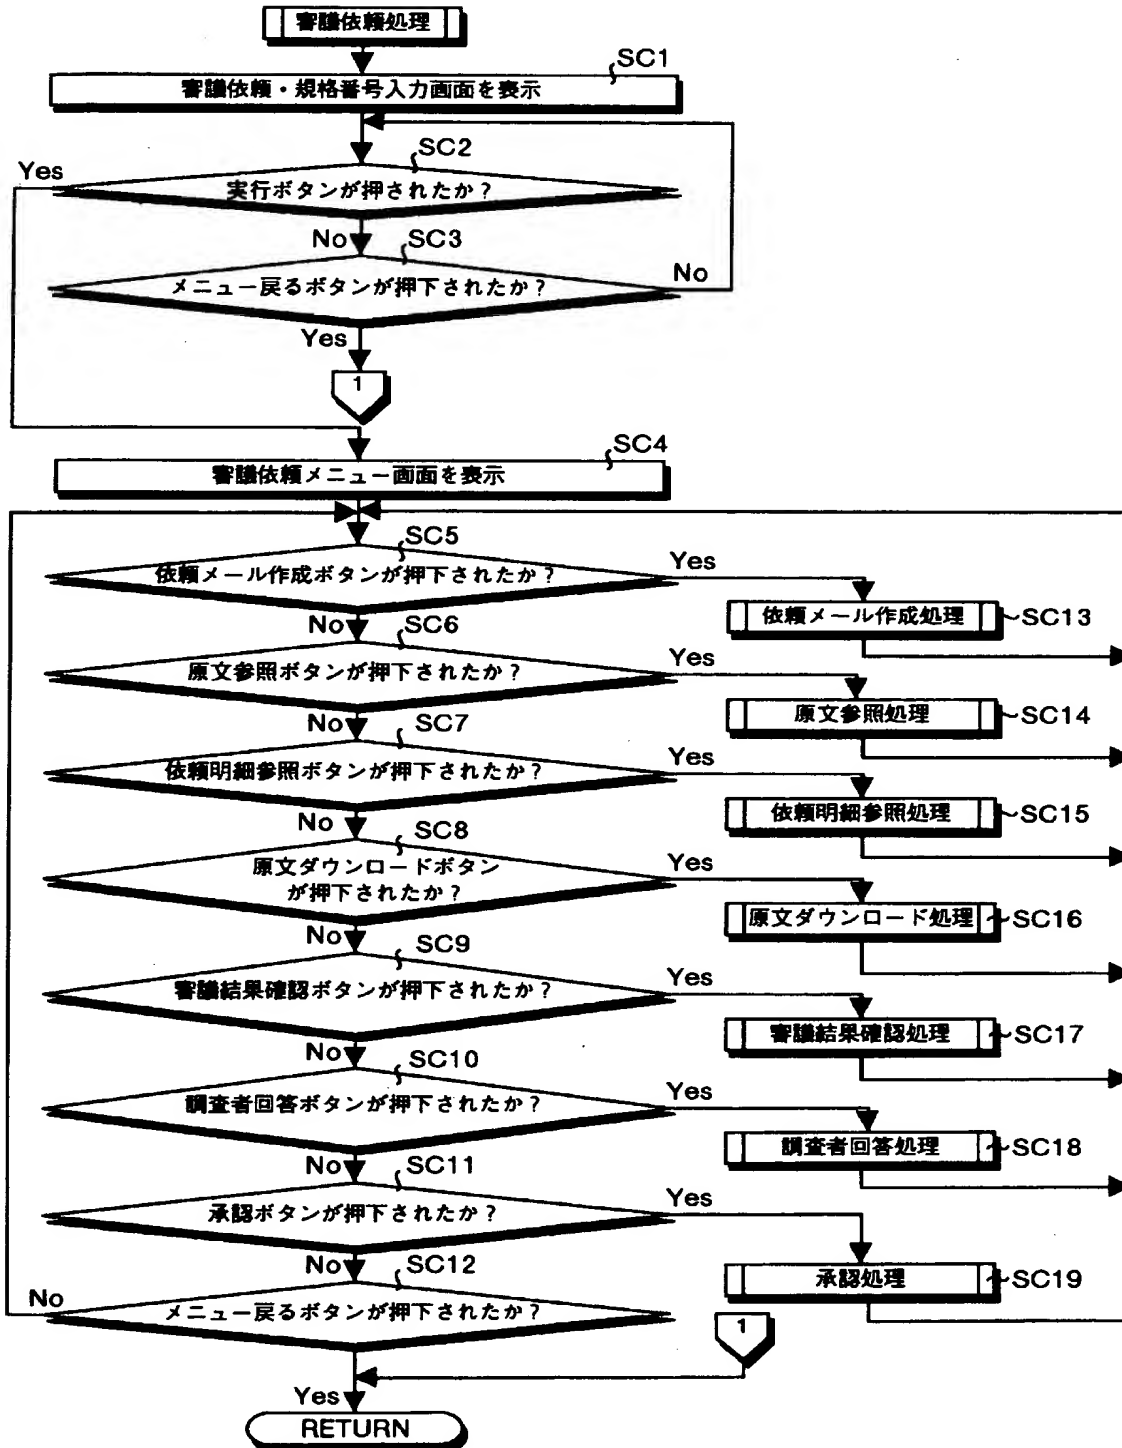 審議依頼処理
SC1
審議依頼・規格番号入力画面を表示
SC2
Yes
実行ボタンが押されたか？
No
SC3
メニュー戻るボタンが押下されたか？
No
Yes
1
SC4
審議依頼メニュー画面を表示
SC5
依頼メール作成ボタンが押下されたか？
Yes
依頼メール作成処理
SC13
No
SC6
原文参照ボタンが押下されたか？
Yes
原文参照処理
SC14
No
SC7
依頼明細参照ボタンが押下されたか？
Yes
依頼明細参照処理
SC15
No
SC8
原文ダウンロードボタン
が押下されたか？
Yes
原文ダウンロード処理
SC16
No
SC9
審議結果確認ボタンが押下されたか？
Yes
審議結果確認処理
SC17
No
SC10
調査者回答ボタンが押下されたか？
Yes
調査者回答処理
SC18
No
SC11
承認ボタンが押下されたか？
Yes
承認処理
SC19
No
SC12
No
メニュー戻るボタンが押下されたか？
1
Yes
RETURN